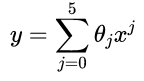 $y = \sum_{j=0}^{5} \theta_j x^j$